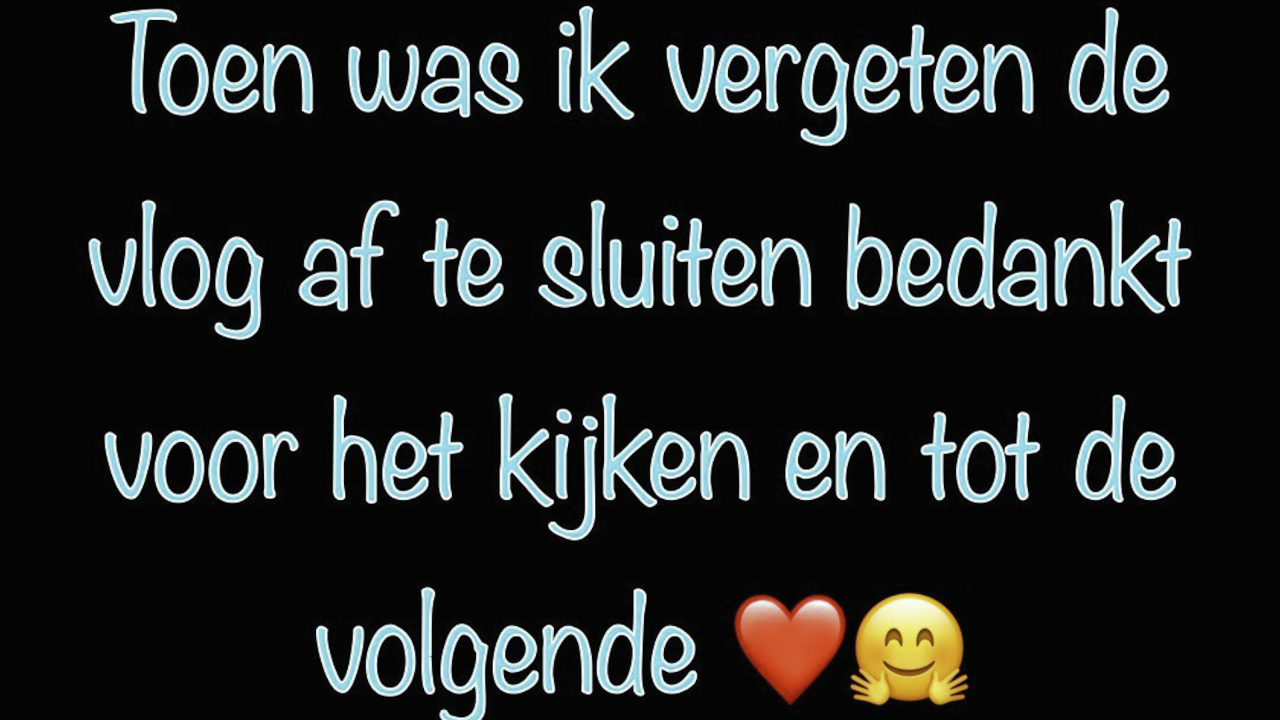 Toen was ik vergeten de
vlog af te sluiten bedankt
voor het kijken en tot de
volgende ❤️🤗